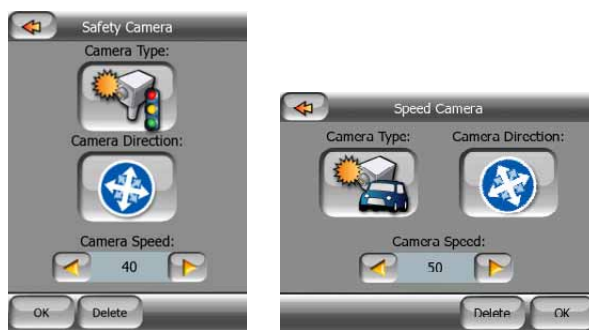 Safety Camera
Camera Type:
Camera Direction:
Camera Speed:
40
OK Delete
Speed Camera
Camera Type: Camera Direction:
Camera Speed:
50
Delete OK